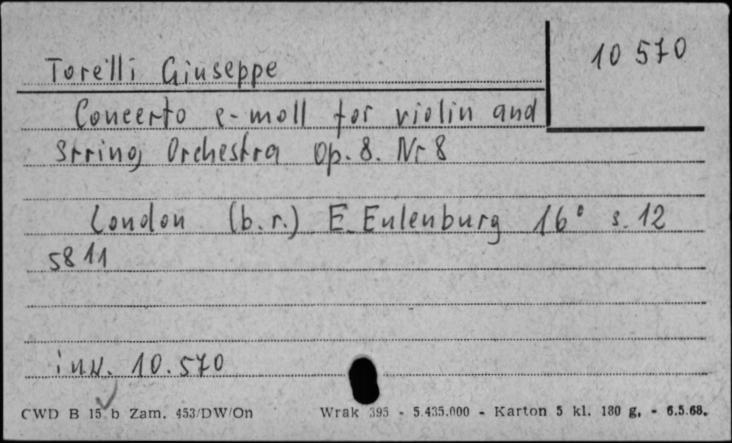 10 570
Torelli Giuseppe
Concerto e-moll for violin and
String Orchestra Op. 8. Nr 8
London (b.r.) E. Eulenburg 16° s. 12
58 11
inw. 10.570
CWD B 15 b Zam. 453/DW/On Wrak 395 - 5.435.000 - Karton 5 kl. 180 g. - 6.5.68.